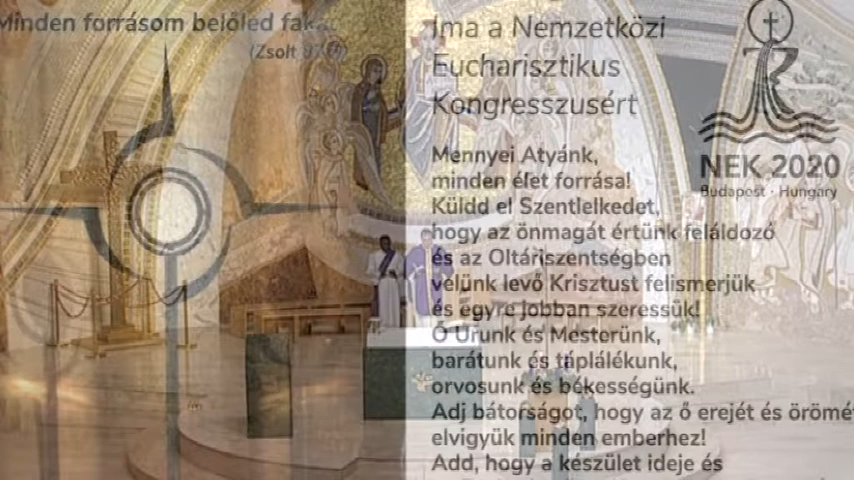 Minden forrásom belőled fakad
(Zsolt 87,7)
Ima a Nemzetközi
Eucharisztikus
Kongresszusért
NEK 2020
Budapest · Hungary
Mennyei Atyánk,
minden élet forrása!
Küldd el Szentlelkedet,
hogy az önmagát értünk feláldozó
és az Oltáriszentségben
velünk levő Krisztust felismerjük
és egyre jobban szeressük!
Ő Urunk és Mesterünk,
barátunk és táplálékunk,
orvosunk és békességünk.
Adj bátorságot, hogy az ő erejét és örömét
elvigyük minden emberhez!
Add, hogy a készület ideje és